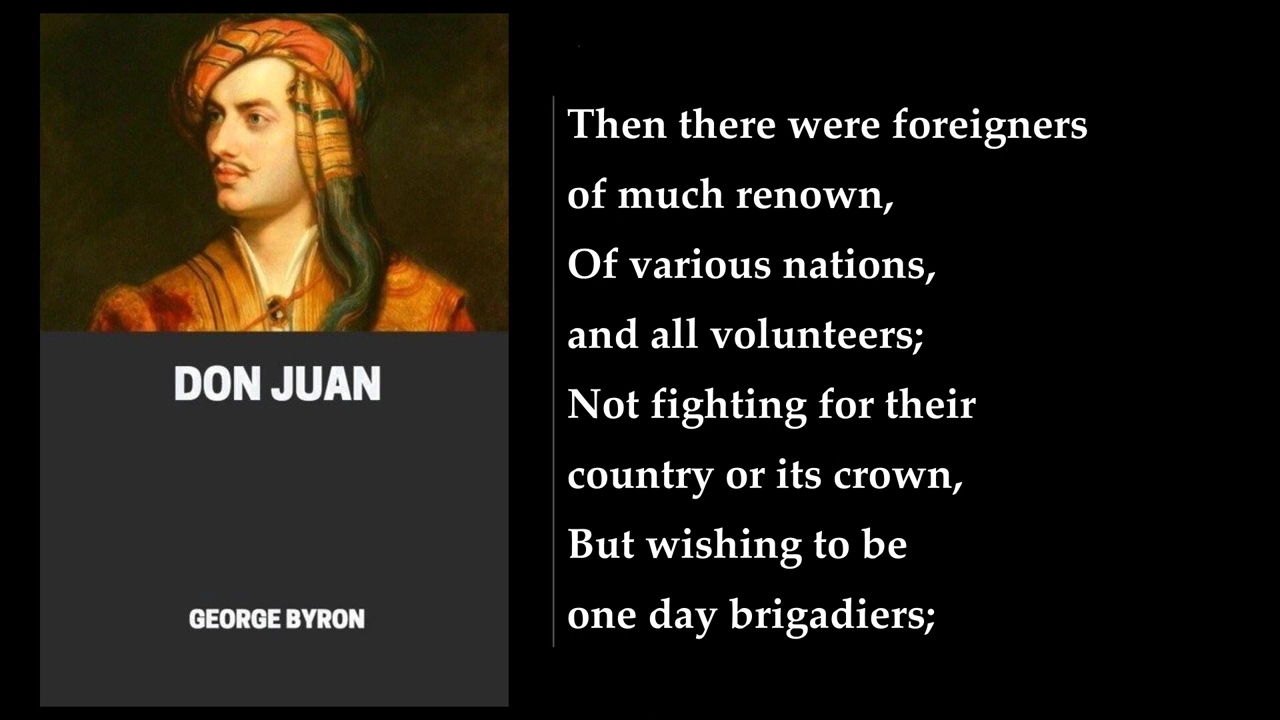 DON JUAN
GEORGE BYRON
Then there were foreigners
of much renown,
Of various nations,
and all volunteers;
Not fighting for their
country or its crown,
But wishing to be
one day brigadiers;